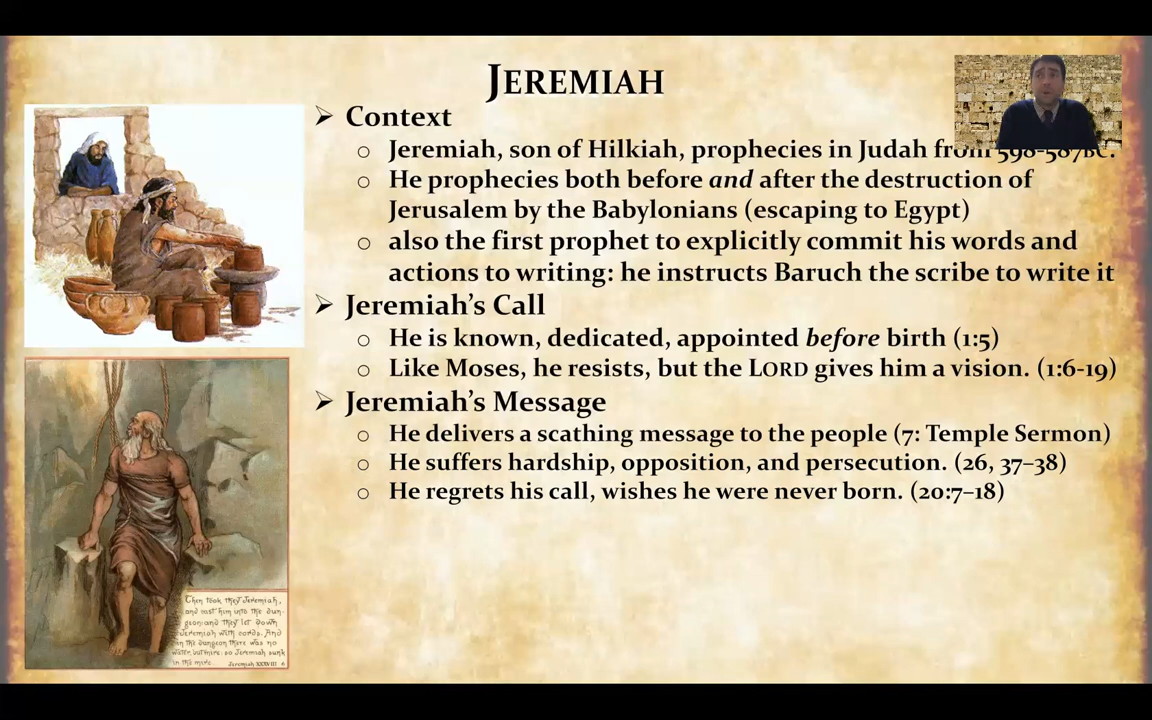 JEREMIAH
Context
Jeremiah, son of Hilkiah, prophecies in Judah from 598-587BC.
He prophecies both before and after the destruction of
Jerusalem by the Babylonians (escaping to Egypt)
also the first prophet to explicitly commit his words and
actions to writing: he instructs Baruch the scribe to write it
Jeremiah's Call
He is known, dedicated, appointed before birth (1:5)
Like Moses, he resists, but the LORD gives him a vision. (1:6-19)
Jeremiah's Message
He delivers a scathing message to the people (7: Temple Sermon)
He suffers hardship, opposition, and persecution. (26, 37–38)
He regrets his call, wishes he were never born. (20:7–18)
Then took they Jeremiah,
and cast him into the dun-
geon: and they let down
Jeremiah with cords. And
in the dungeon there was no
water, but mire: so Jeremiah sunk
in the mire. Jeremiah XXXVIII 6